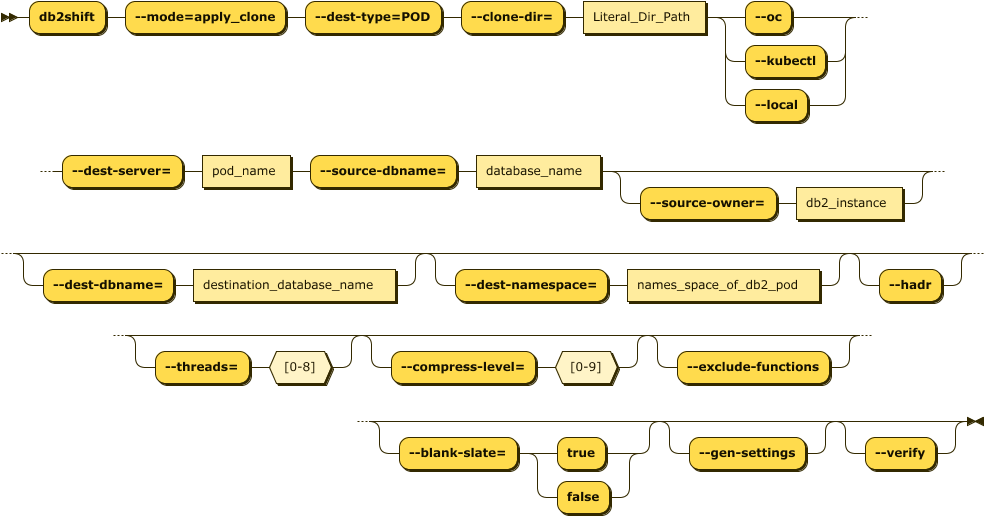 db2shift --mode=apply_clone --dest-type=POD --clone-dir= Literal_Dir_Path --oc
--kubectl
--local
--dest-server= pod_name --source-dbname= database_name
--source-owner= db2_instance
--dest-dbname= destination_database_name --dest-namespace= names_space_of_db2_pod --hadr
--threads= [0-8] --compress-level= [0-9] --exclude-functions
--blank-slate= true --gen-settings --verify
false